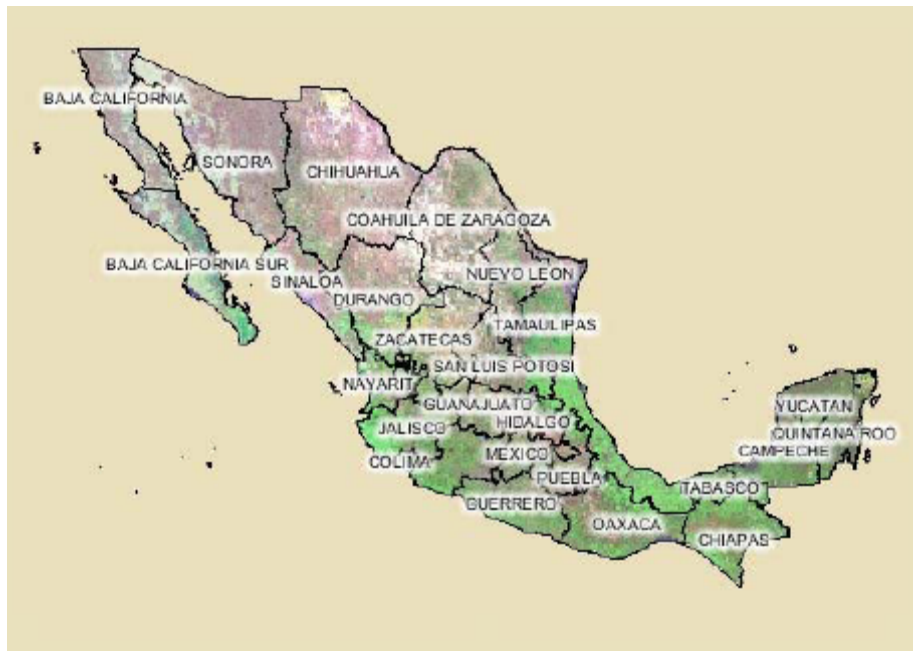 BAJA CALIFORNIA
SONORA
CHIHUAHUA
COAHUILA DE ZARAGOZA
BAJA CALIFORNIA SUR
SINALOA
NUEVO LEON
DURANGO
TAMAULIPAS
ZACATECAS
SAN LUIS POTOSI
NAYARIT
GUANAJUATO
YUCATAN
HIDALGO
JALISCO
QUINTANA ROO
CAMPECHE
MEXICO
COLIMA
PUEBLA
TABASCO
GUERRERO
OAXACA
CHIAPAS